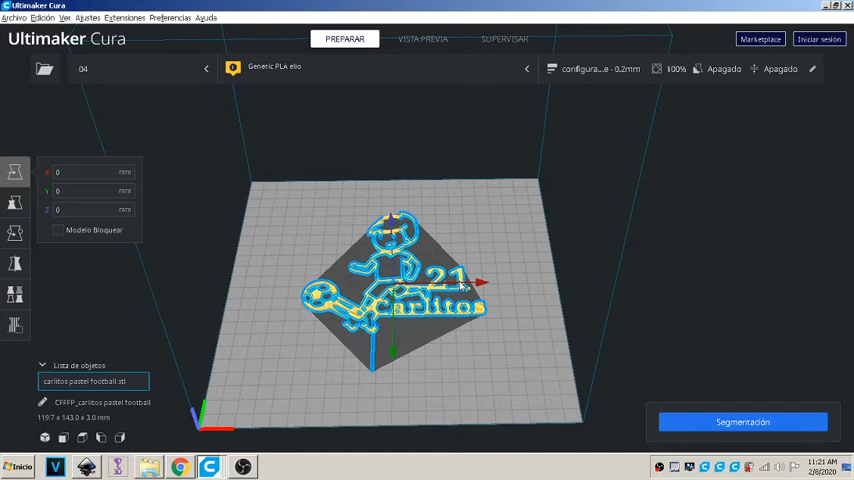 Ultimaker Cura
Archivo Edición Ver Ajustes Extensiones Preferencias Ayuda
Ultimaker Cura
PREPARAR
VISTA PREVIA
SUPERVISAR
Marketplace
Iniciar sesión
04
Generic PLA elio
configura...e - 0.2mm
100%
Apagado
Apagado
X 0 mm
Y 0 mm
Z 0 mm
Modelo Bloquear
21
Carlitos
Lista de objetos
carlitos pastel football.stl
CFFFP_carlitos pastel football
119.7 x 143.0 x 3.0 mm
Segmentación
Inicio
11:21 AM
2/8/2020